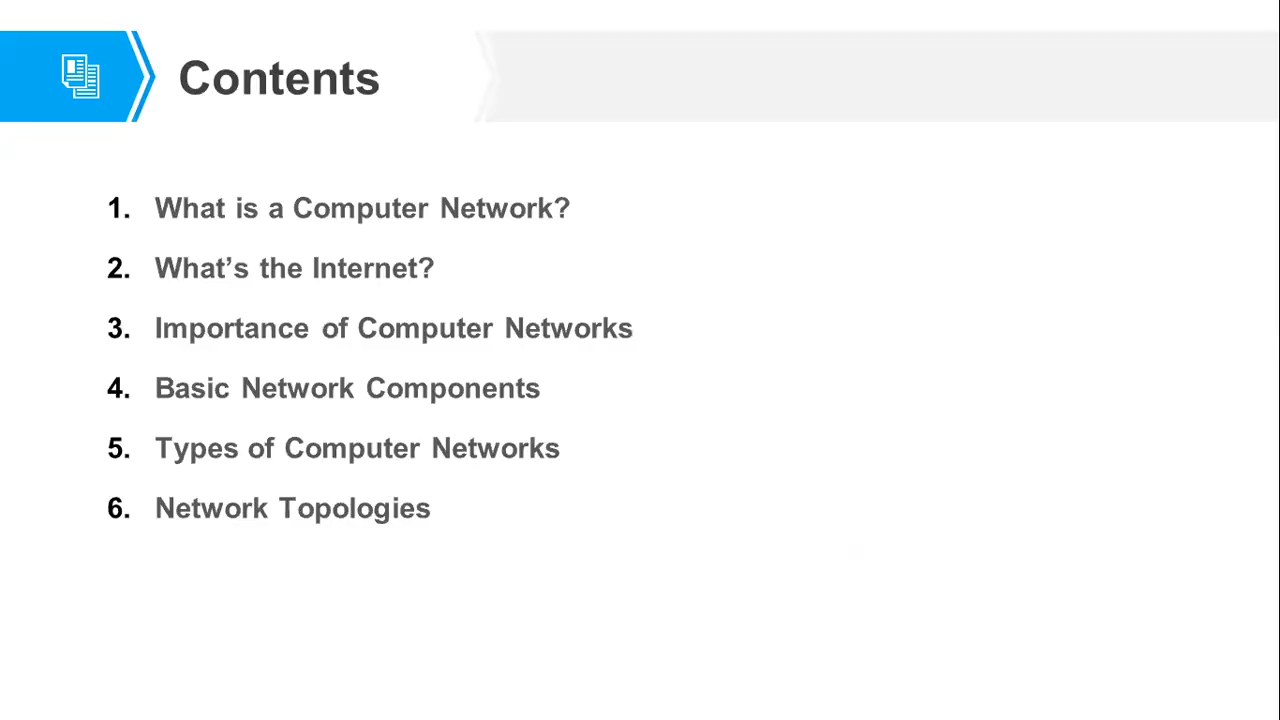 Contents
1. What is a Computer Network?
2. What’s the Internet?
3. Importance of Computer Networks
4. Basic Network Components
5. Types of Computer Networks
6. Network Topologies